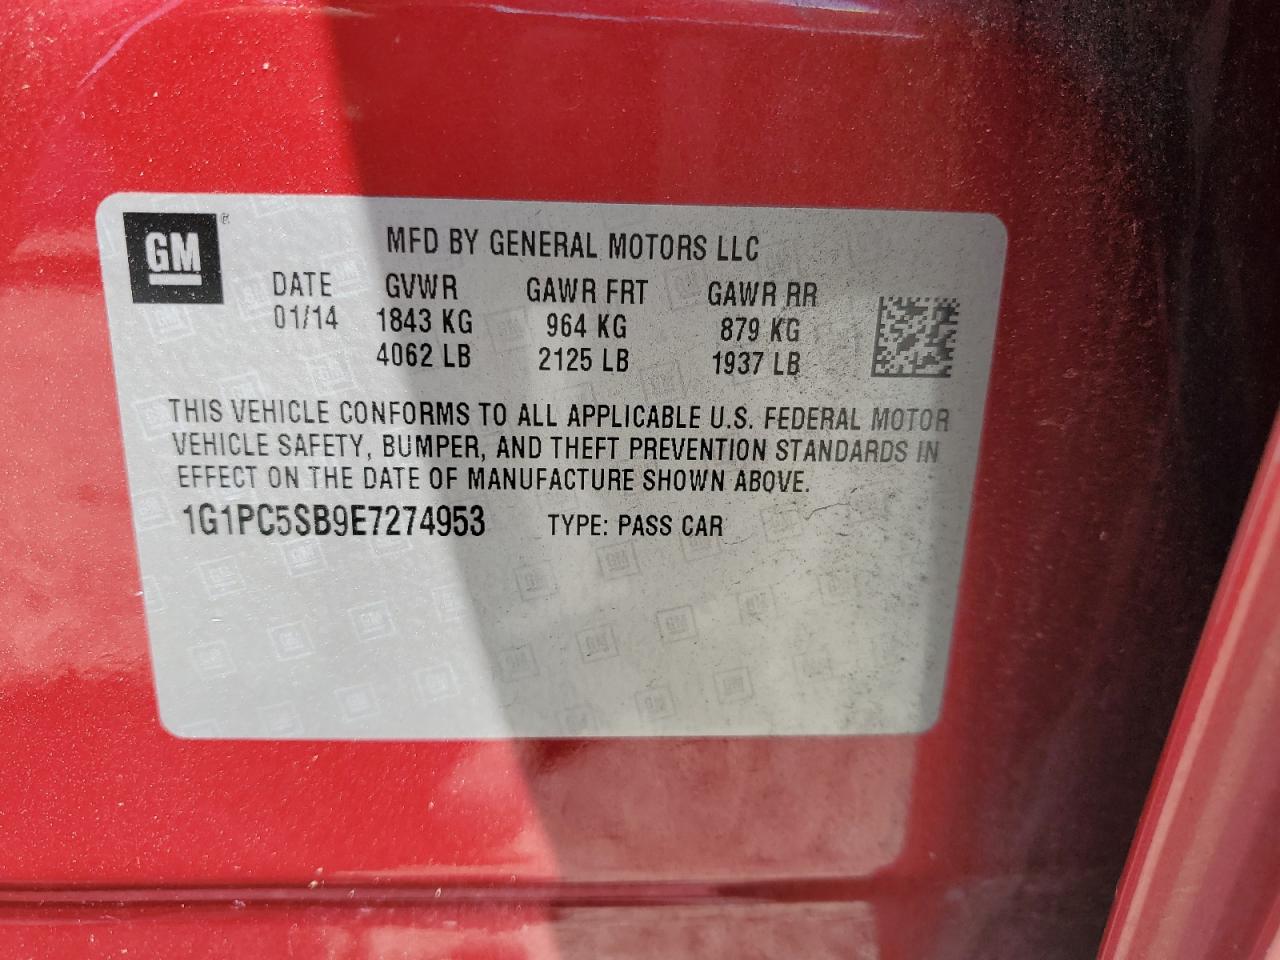 GM®
MFD BY GENERAL MOTORS LLC
DATE GVWR GAWR FRT GAWR RR
01/14 1843 KG 964 KG 879 KG
4062 LB 2125 LB 1937 LB
THIS VEHICLE CONFORMS TO ALL APPLICABLE U.S. FEDERAL MOTOR
VEHICLE SAFETY, BUMPER, AND THEFT PREVENTION STANDARDS IN
EFFECT ON THE DATE OF MANUFACTURE SHOWN ABOVE.
1G1PC5SB9E7274953 TYPE: PASS CAR